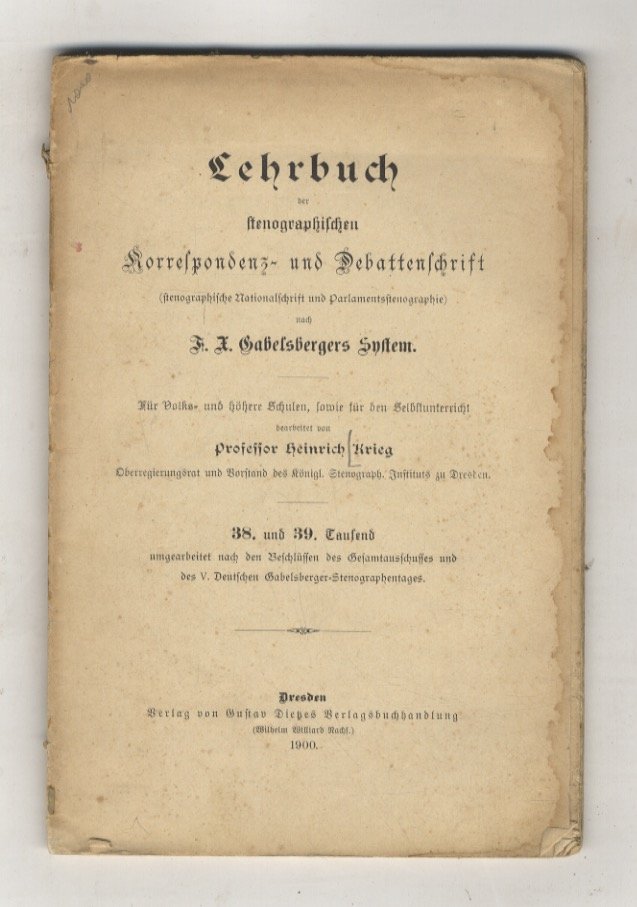 Lehrbuch
der
stenographischen
Korrespondenz- und Debattenschrift
(stenographische Nationalschrift und Parlamentsstenographie)
nach
F. X. Gabelsbergers System.
Für Volks- und höhere Schulen, sowie für den Selbstunterricht
bearbeitet von
Professor Heinrich Krieg
Oberregierungsrat und Vorstand des Königl. Stenograph. Instituts zu Dresden.
38. und 39. Tausend
umgearbeitet nach den Beschlüssen des Gesamtausschusses und
des V. Deutschen Gabelsberger-Stenographentages.
Dresden
Verlag von Gustav Dietzes Verlagsbuchhandlung
(Wilhelm Williard Nachf.)
1900.